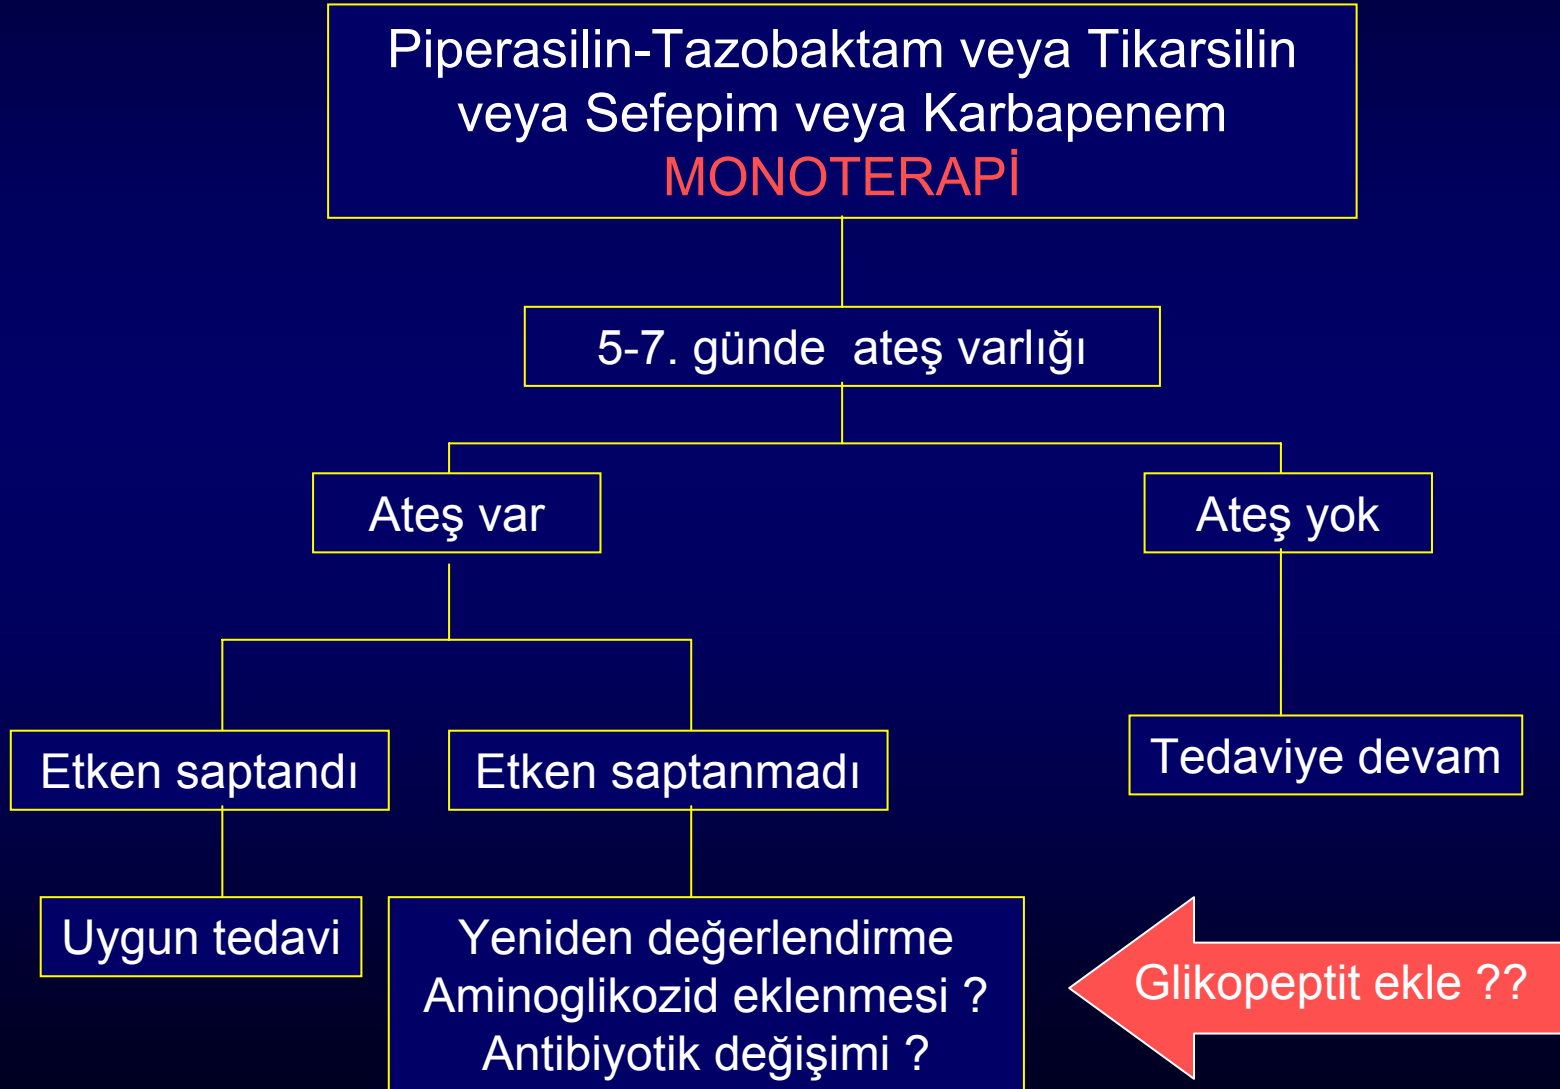 Piperasilin-Tazobaktam veya Tikarsilin
veya Sefepim veya Karbapenem
MONOTERAPİ
5-7. günde  ateş varlığı
Ateş var
Ateş yok
Etken saptandı
Etken saptanmadı
Tedaviye devam
Uygun tedavi
Yeniden değerlendirme
Aminoglikozid eklenmesi ?
Antibiyotik değişimi ?
Glikopeptit ekle ??